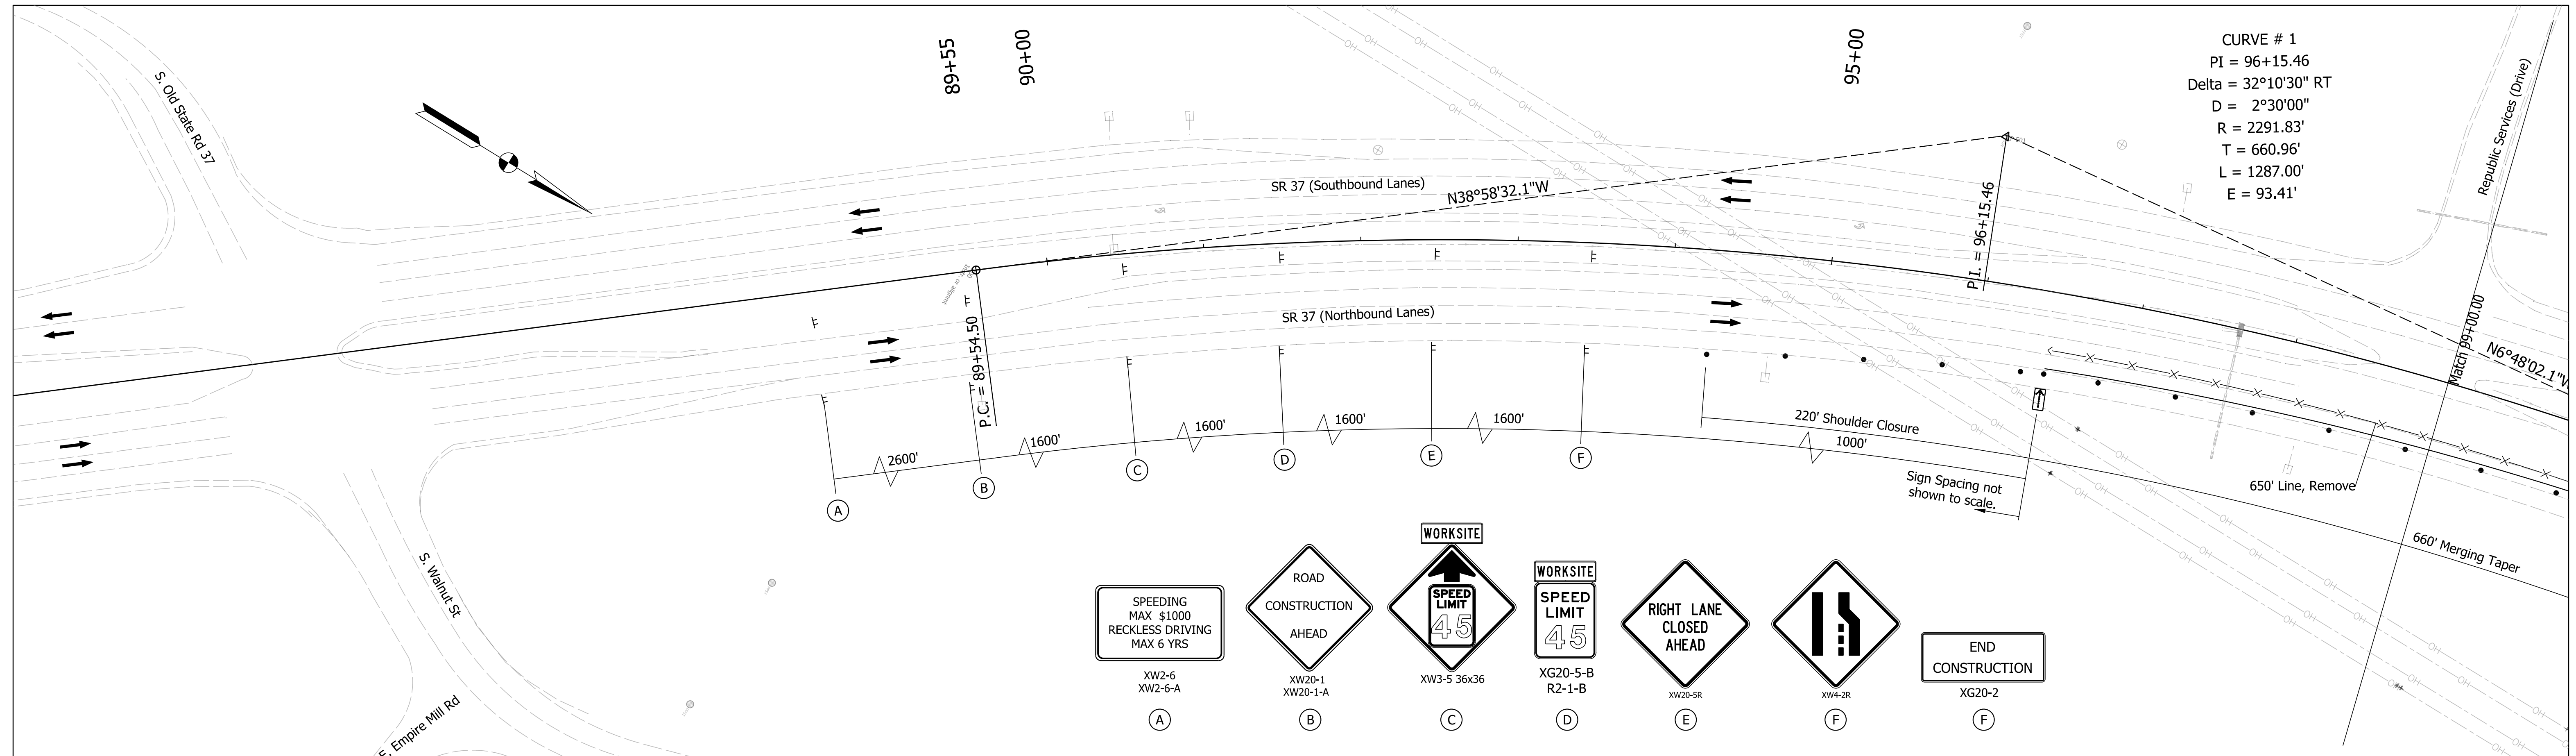 S. Old State Rd 37
89+55
90+00
95+00
CURVE # 1
PI = 96+15.46
Delta = 32°10'30" RT
D = 2°30'00"
R = 2291.83'
T = 660.96'
L = 1287.00'
E = 93.41'
Republic Services (Drive)
SR 37 (Southbound Lanes)
N38°58'32.1"W
P.I. = 96+15.46
SR 37 (Northbound Lanes)
P.C. = 89+54.50
Match 99+00.00
N6°48'02.1"W
OH OH OH OH OH OH
2600'
1600'
1600'
1600'
1600'
220' Shoulder Closure
1000'
Sign Spacing not
shown to scale.
650' Line, Remove
660' Merging Taper
A
B
C
D
E
F
S. Walnut St
E. Empire Mill Rd
SPEEDING
MAX $1000
RECKLESS DRIVING
MAX 6 YRS
XW2-6
XW2-6-A
A
ROAD
CONSTRUCTION
AHEAD
XW20-1
XW20-1-A
B
WORKSITE
SPEED
LIMIT
45
XW3-5 36x36
C
WORKSITE
SPEED
LIMIT
45
XG20-5-B
R2-1-B
D
RIGHT LANE
CLOSED
AHEAD
XW20-5R
E
XW4-2R
F
END
CONSTRUCTION
XG20-2
F